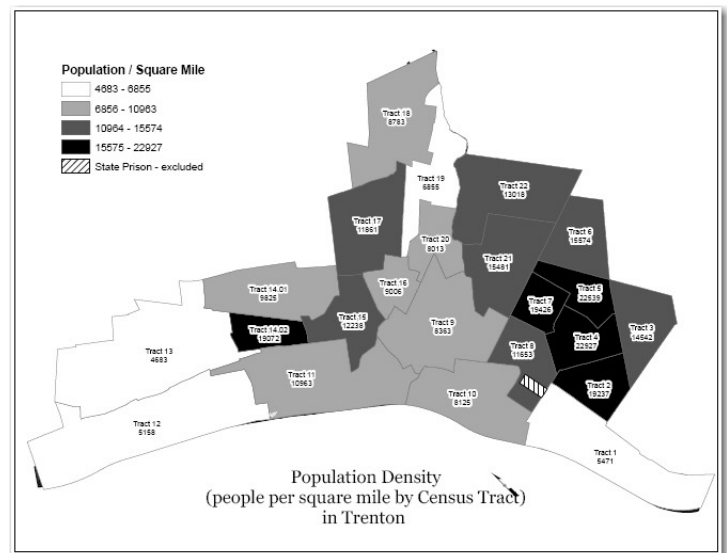 Population / Square Mile
4683 - 6855
6856 - 10963
10964 - 15574
15575 - 22927
State Prison - excluded
Tract 18
8783
Tract 19
6855
Tract 22
13018
Tract 17
11861
Tract 6
15574
Tract 20
8013
Tract 21
15481
Tract 16
9006
Tract 14.01
9825
Tract 5
22539
Tract 7
19426
Tract 15
12238
Tract 3
14542
Tract 14.02
19072
Tract 4
22927
Tract 9
8363
Tract 8
11653
Tract 13
4683
Tract 11
10963
Tract 2
19237
Tract 10
8125
Tract 12
5158
Tract 1
5471
Population Density
(people per square mile by Census Tract)
in Trenton